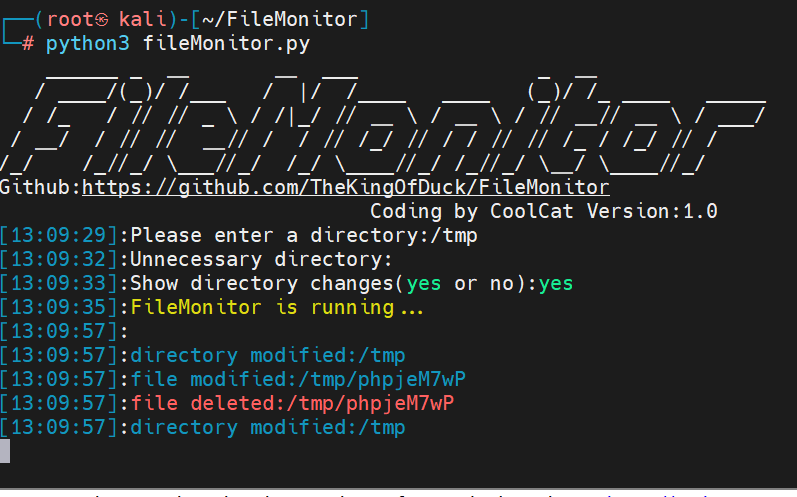 ┌──(root㉿ kali)-[~/FileMonitor]
└─# python3 fileMonitor.py
FileMonitor
Github:https://github.com/TheKingOfDuck/FileMonitor
Coding by CoolCat Version:1.0
[13:09:29]:Please enter a directory:/tmp
[13:09:32]:Unnecessary directory:
[13:09:33]:Show directory changes(yes or no):yes
[13:09:35]:FileMonitor is running...
[13:09:57]:
[13:09:57]:directory modified:/tmp
[13:09:57]:file modified:/tmp/phpjeM7wP
[13:09:57]:file deleted:/tmp/phpjeM7wP
[13:09:57]:directory modified:/tmp